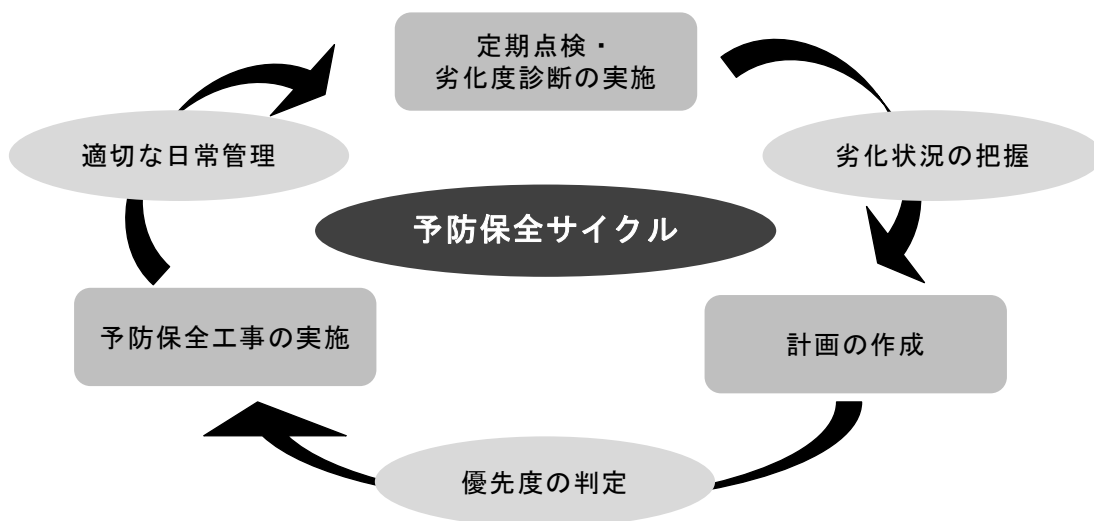 定期点検・
劣化度診断の実施
適切な日常管理
劣化状況の把握
予防保全サイクル
予防保全工事の実施
計画の作成
優先度の判定